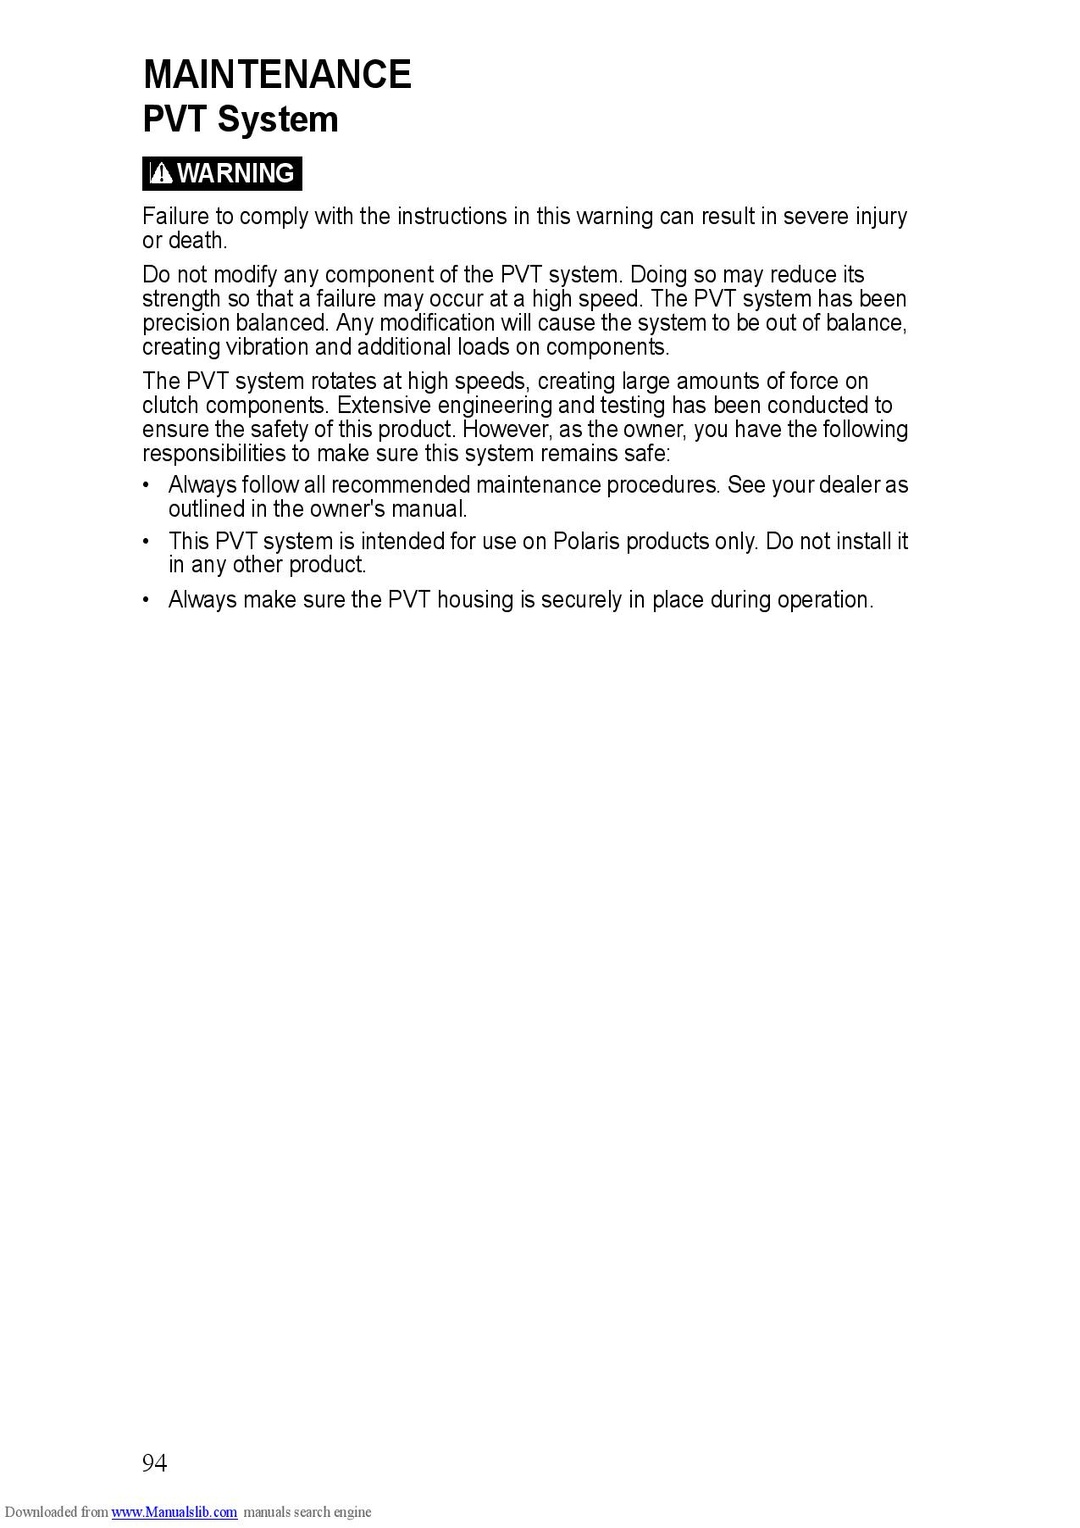 MAINTENANCE
PVT System
WARNING
Failure to comply with the instructions in this warning can result in severe injury
or death.
Do not modify any component of the PVT system. Doing so may reduce its
strength so that a failure may occur at a high speed. The PVT system has been
precision balanced. Any modification will cause the system to be out of balance,
creating vibration and additional loads on components.
The PVT system rotates at high speeds, creating large amounts of force on
clutch components. Extensive engineering and testing has been conducted to
ensure the safety of this product. However, as the owner, you have the following
responsibilities to make sure this system remains safe:
• Always follow all recommended maintenance procedures. See your dealer as
outlined in the owner's manual.
• This PVT system is intended for use on Polaris products only. Do not install it
in any other product.
• Always make sure the PVT housing is securely in place during operation.
94
Downloaded from www.Manualslib.com manuals search engine